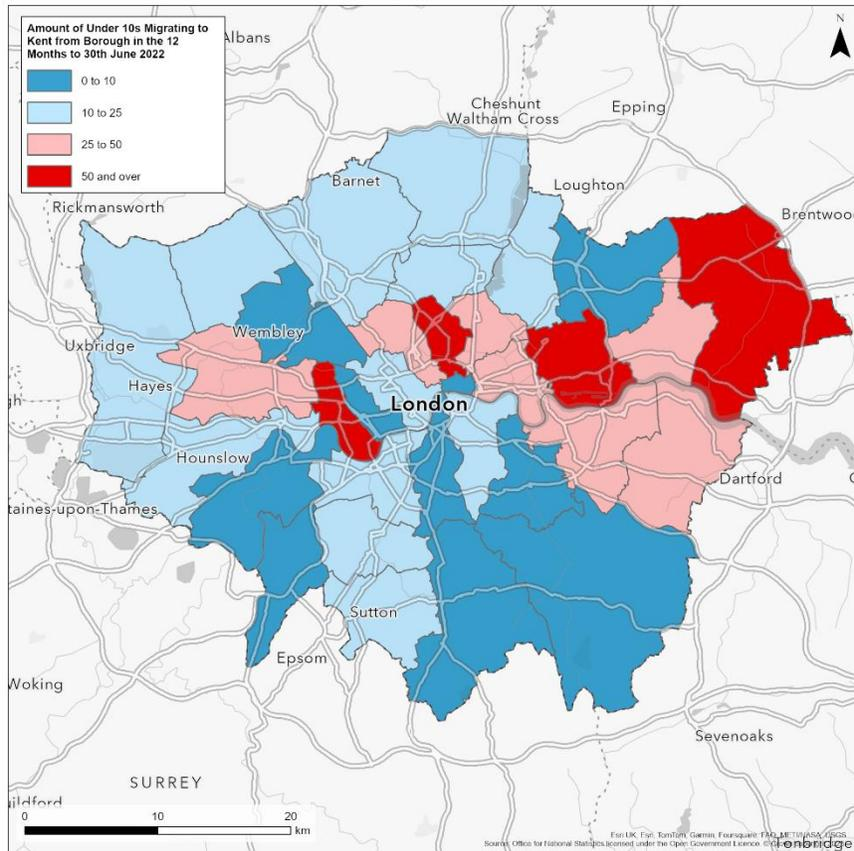 Amount of Under 10s Migrating to
Kent from Borough in the 12
Months to 30th June 2022
0 to 10
10 to 25
25 to 50
50 and over
N
Albans
Cheshunt
Waltham Cross
Epping
Barnet
Loughton
Rickmansworth
Brentwoo
Wembley
Uxbridge
Hayes
gh
London
Hounslow
Dartford
taines-upon-Thames
Sutton
Epsom
Woking
Sevenoaks
SURREY
uildford
0 10 20
km
Esri UK, Esri, TomTom, Garmin, Foursquare, FAO, METI/NASA, USGS
Source: Office for National Statistics licensed under the Open Government Licence.
Tonbridge